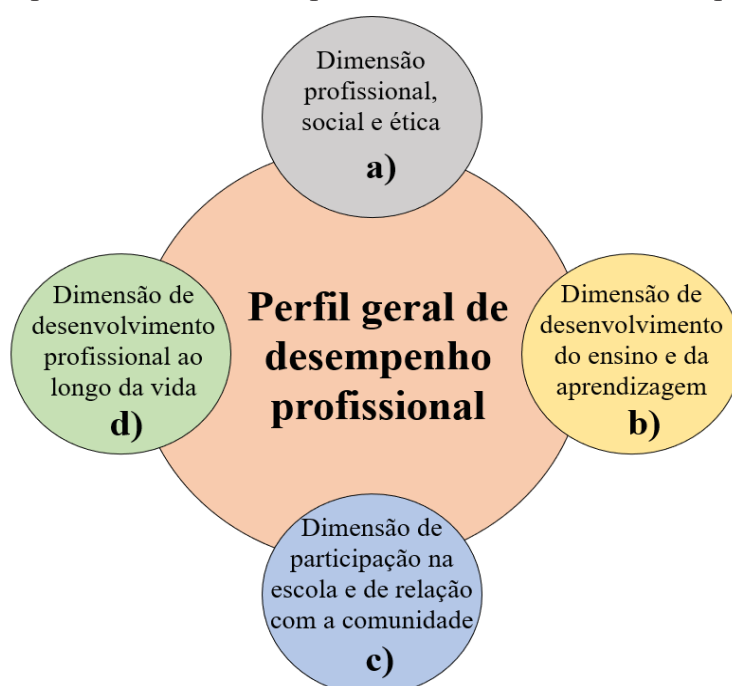 Dimensão
profissional,
social e ética
a)
Dimensão de
desenvolvimento
profissional ao
longo da vida
d)
Perfil geral de
desempenho
profissional
Dimensão de
desenvolvimento
do ensino e da
aprendizagem
b)
Dimensão de
participação na
escola e de relação
com a comunidade
c)